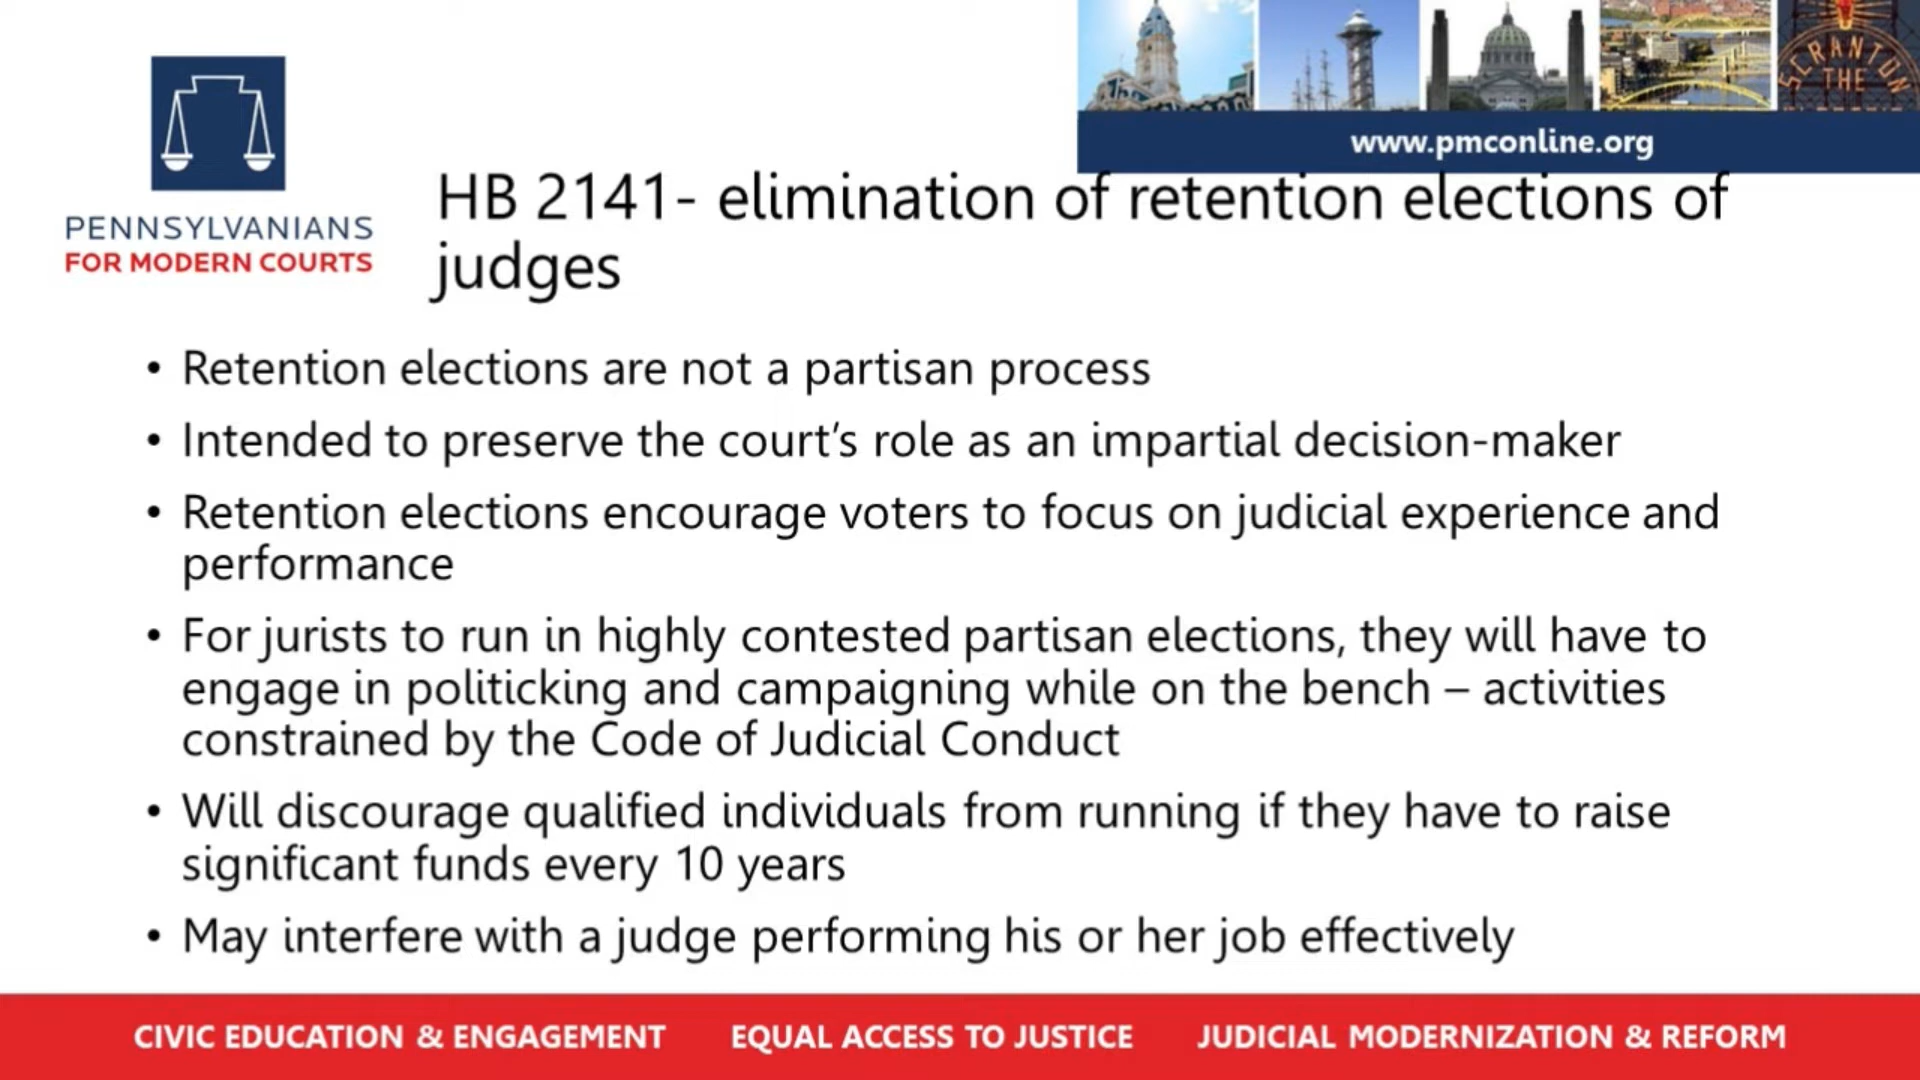 SCRANTON
THE
www.pmconline.org
PENNSYLVANIANS
FOR MODERN COURTS
HB 2141- elimination of retention elections of
judges
• Retention elections are not a partisan process
• Intended to preserve the court’s role as an impartial decision-maker
• Retention elections encourage voters to focus on judicial experience and
performance
• For jurists to run in highly contested partisan elections, they will have to
engage in politicking and campaigning while on the bench – activities
constrained by the Code of Judicial Conduct
• Will discourage qualified individuals from running if they have to raise
significant funds every 10 years
• May interfere with a judge performing his or her job effectively
CIVIC EDUCATION & ENGAGEMENT EQUAL ACCESS TO JUSTICE JUDICIAL MODERNIZATION & REFORM